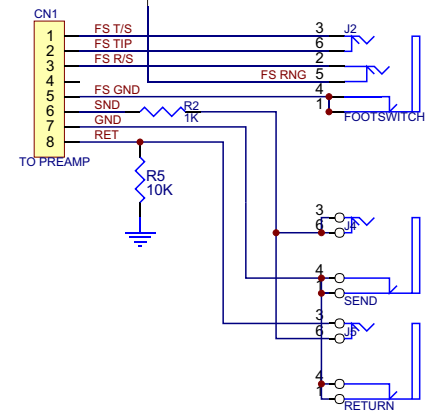 CN1
1 FS T/S 3 J2
2 FS TIP 6
3 FS R/S 2
4 FS RNG 5
5 FS GND 4
6 SND R2 1
7 GND 1K FOOTSWITCH
8 RET
TO PREAMP
R5
10K
3
6 J4
4
SEND
3
6 J5
4
1
RETURN